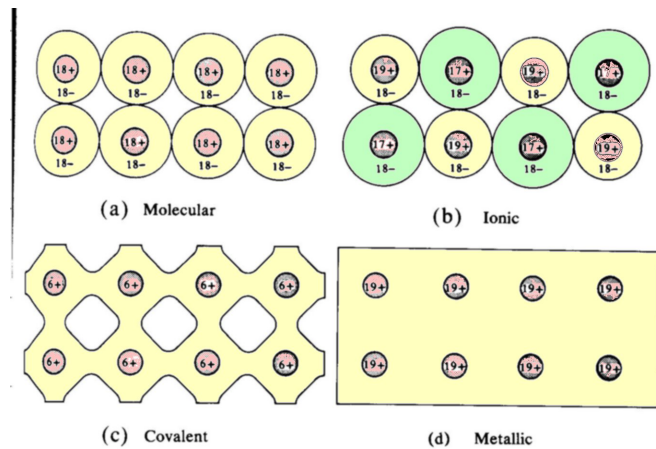 18+ 18+ 18+ 18+
18− 18− 18− 18−
18+ 18+ 18+ 18+
18− 18− 18− 18−
(a) Molecular
19+ 17+ 19+ 17+
18− 18− 18− 18−
17+ 19+ 17+ 19+
18− 18− 18− 18−
(b) Ionic
6+ 6+ 6+ 6+
6+ 6+ 6+ 6+
(c) Covalent
19+ 19+ 19+ 19+
19+ 19+ 19+ 19+
(d) Metallic